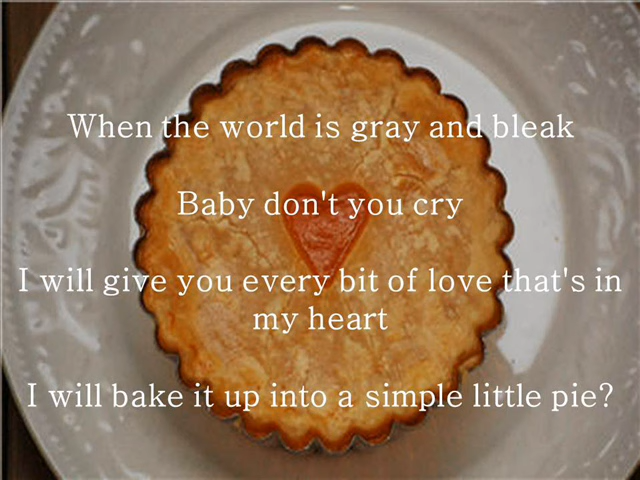 When the world is gray and bleak
Baby don't you cry
I will give you every bit of love that's in
my heart
I will bake it up into a simple little pie?